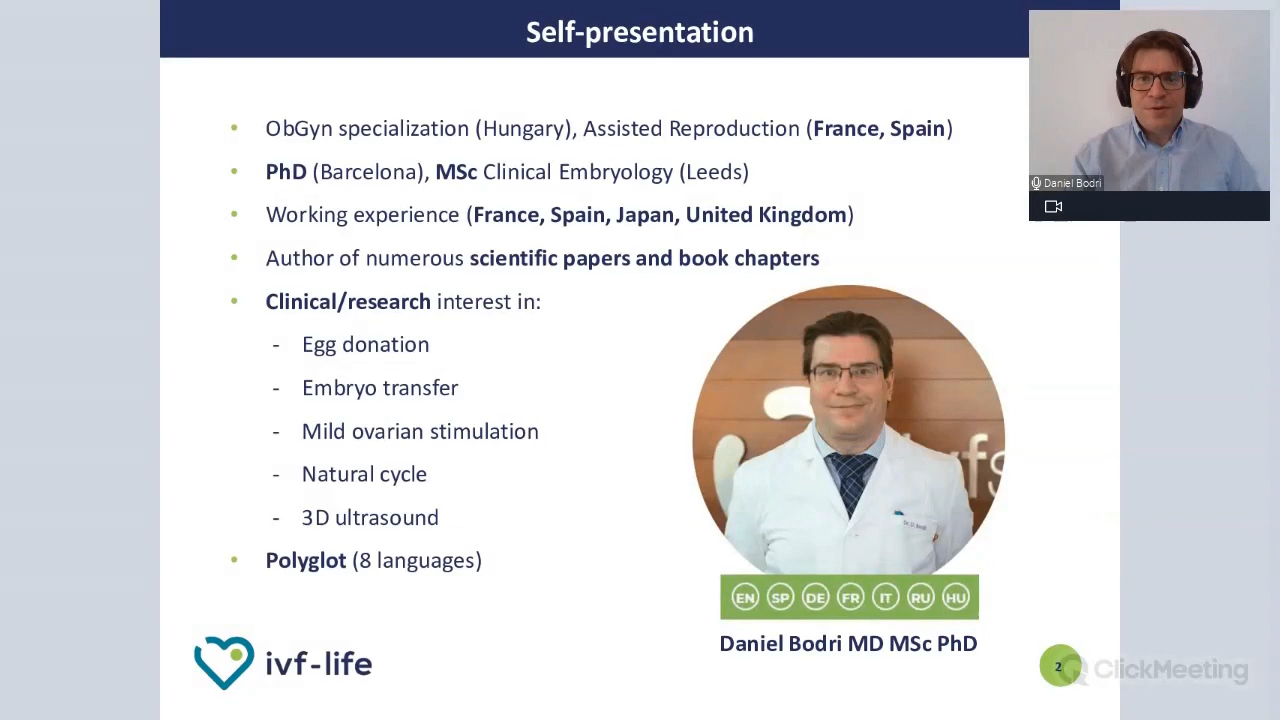 Self-presentation
• ObGyn specialization (Hungary), Assisted Reproduction (France, Spain)
• PhD (Barcelona), MSc Clinical Embryology (Leeds)
• Working experience (France, Spain, Japan, United Kingdom)
• Author of numerous scientific papers and book chapters
• Clinical/research interest in:
- Egg donation
- Embryo transfer
- Mild ovarian stimulation
- Natural cycle
- 3D ultrasound
• Polyglot (8 languages)
EN SP DE FR IT RU HU
Daniel Bodri MD MSc PhD
ivf-life
2
ClickMeeting
Daniel Bodri